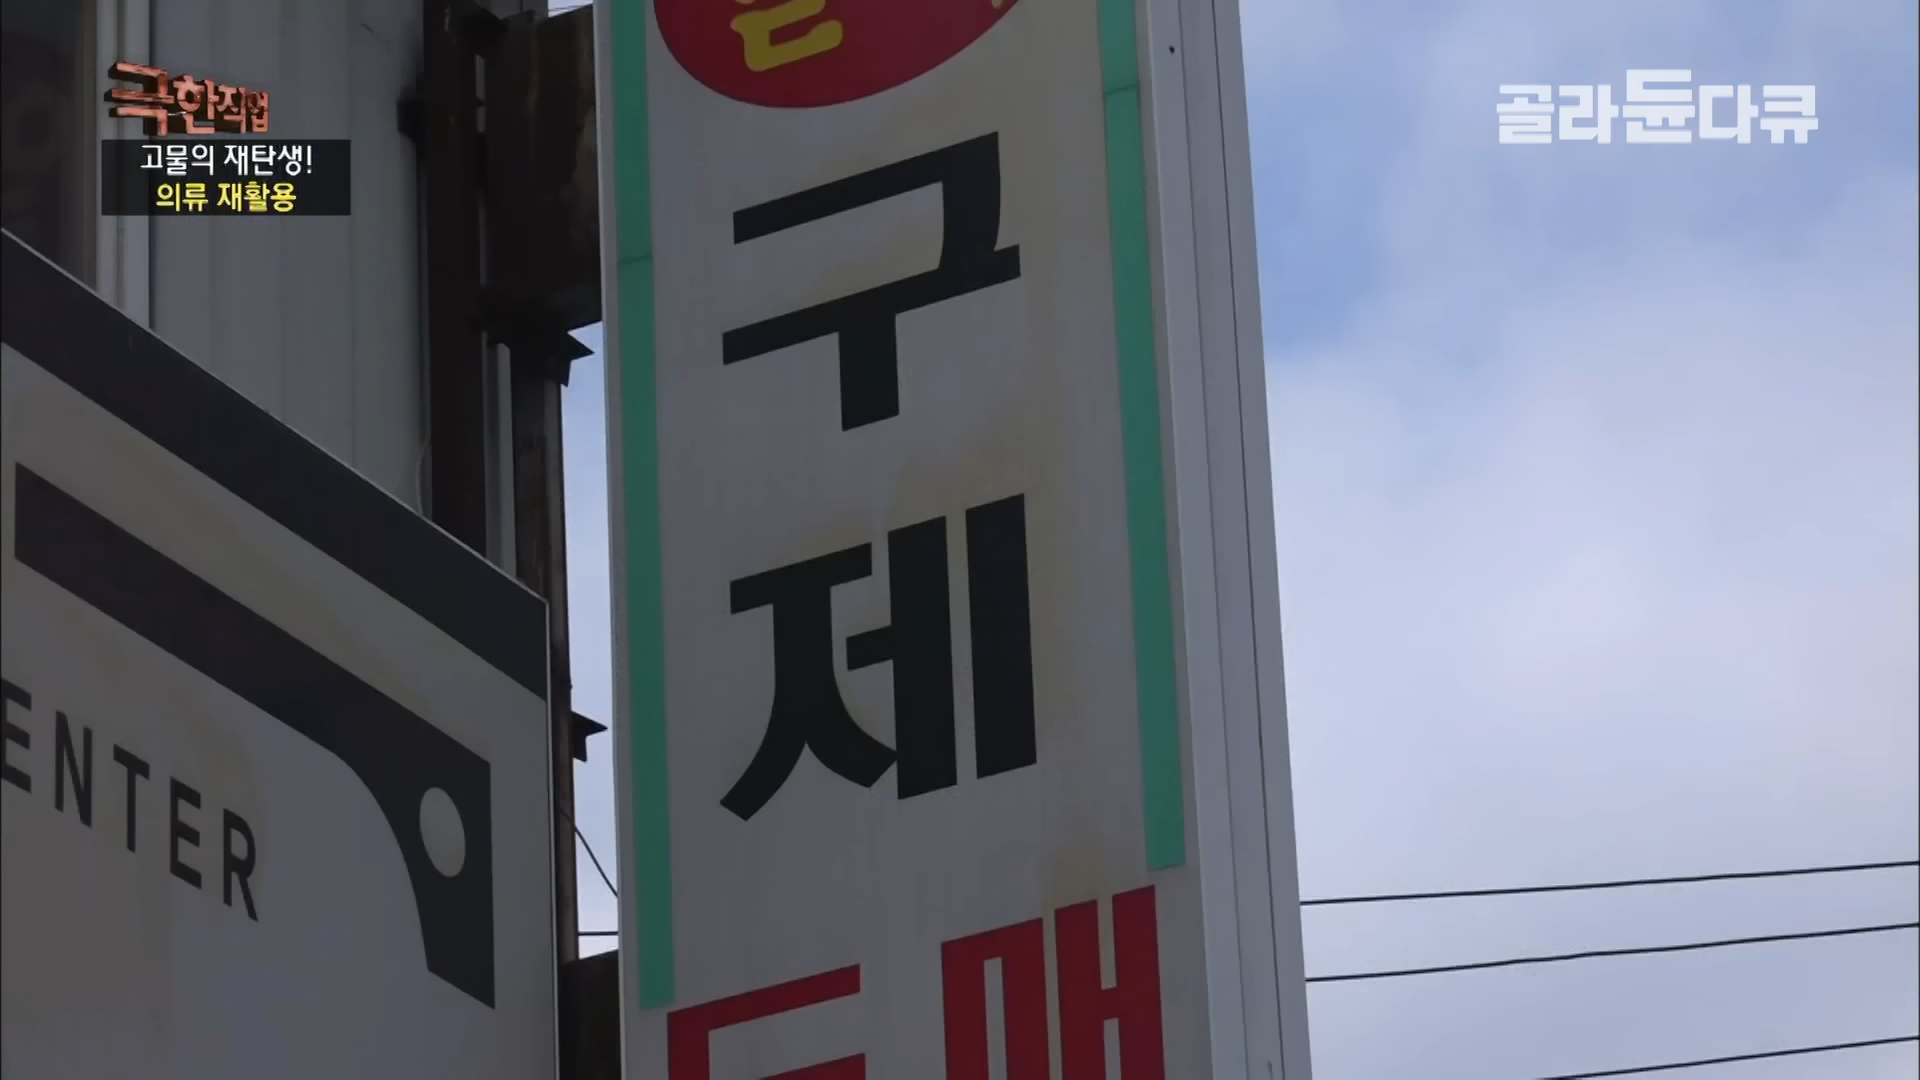 극한직업
고물의 재탄생!
의류 재활용
골라듄다큐
구
제
ENTER